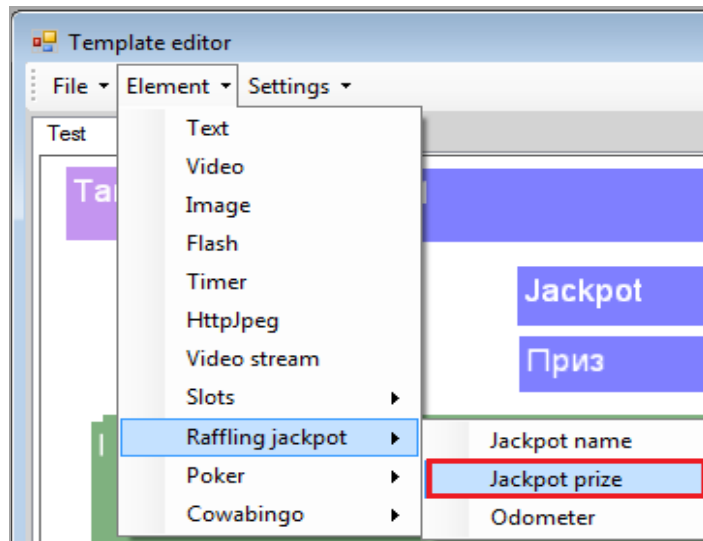 Template editor
File Element Settings
Test
Text
Video
Image
Flash
Timer
HttpJpeg
Video stream
Slots
Raffling jackpot
Poker
Cowabingo
Jackpot name
Jackpot prize
Odometer
Jackpot
Приз